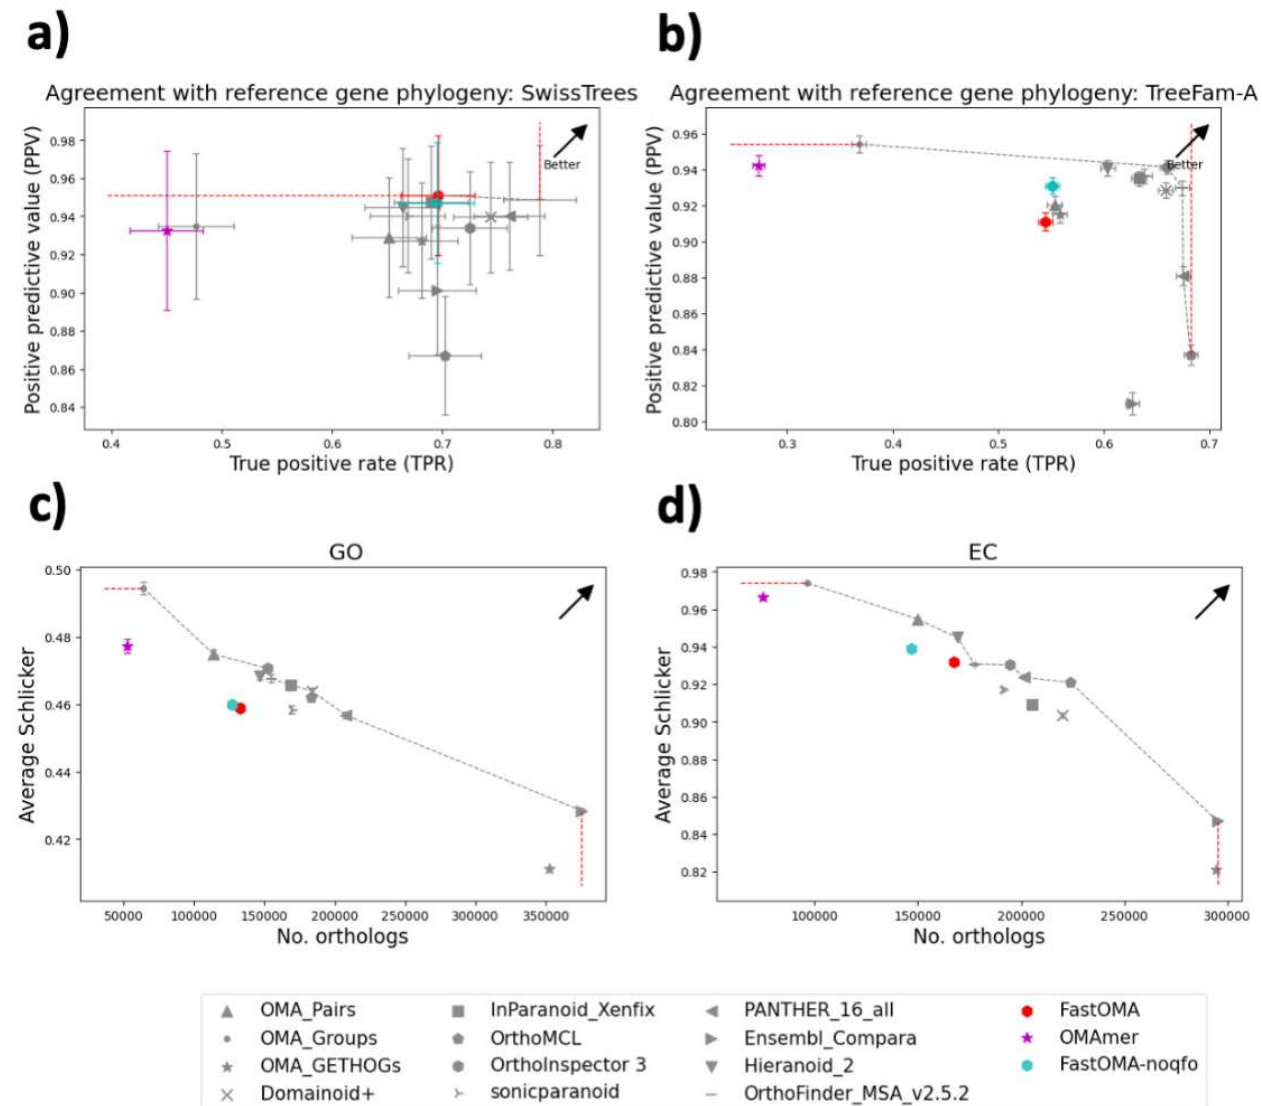 a)
b)
Agreement with reference gene phylogeny: SwissTrees
Agreement with reference gene phylogeny: TreeFam-A
Positive predictive value (PPV)
0.98
0.96
0.94
0.92
0.90
0.88
0.86
0.84
Better
0.4 0.5 0.6 0.7 0.8
True positive rate (TPR)
Positive predictive value (PPV)
0.96
0.94
0.92
0.90
0.88
0.86
0.84
0.82
0.80
Better
0.3 0.4 0.5 0.6 0.7
True positive rate (TPR)
c)
d)
GO
Average Schlicker
0.50
0.48
0.46
0.44
0.42
50000 100000 150000 200000 250000 300000 350000
No. orthologs
EC
Average Schlicker
0.98
0.96
0.94
0.92
0.90
0.88
0.86
0.84
0.82
100000 150000 200000 250000 300000
No. orthologs
OMA_Pairs InParanoid_Xenfix PANTHER_16_all FastOMA
OMA_Groups OrthoMCL Ensembl_Compara OMAmer
OMA_GETHOGs OrthoInspector 3 Hieranoid_2 FastOMA-noqfo
Domainoid+ sonicparanoid OrthoFinder_MSA_v2.5.2